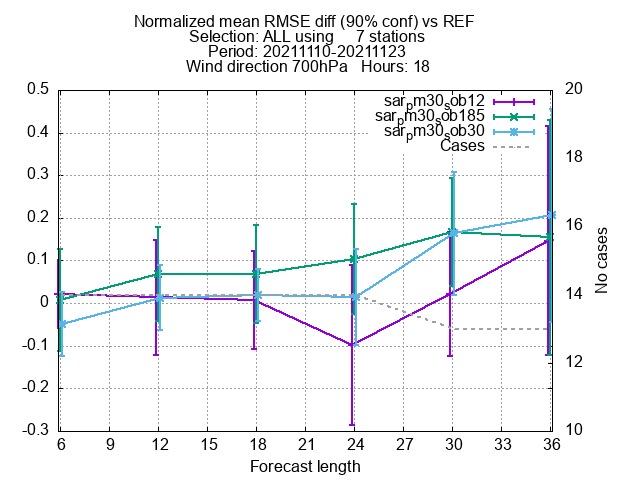 Normalized mean RMSE diff (90% conf) vs REF
Selection: ALL using 7 stations
Period: 20211110-20211123
Wind direction 700hPa Hours: 18
sar_pm30_sob12
sar_pm30_sob185
sar_pm30_sob30
Cases
0.5
0.4
0.3
0.2
0.1
0
-0.1
-0.2
-0.3
20
18
16
14
12
10
No cases
6 9 12 15 18 21 24 27 30 33 36
Forecast length